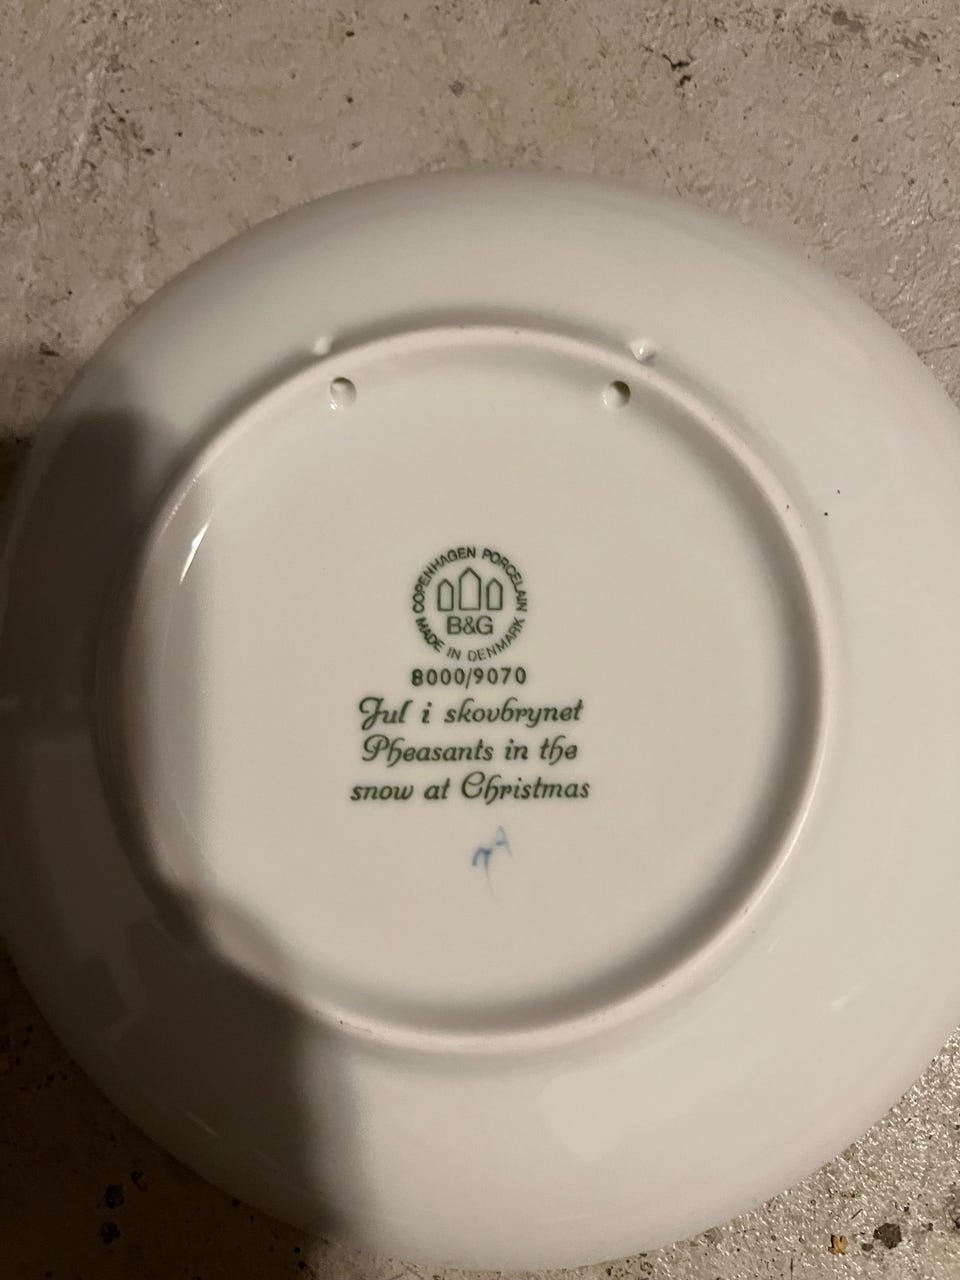 COPENHAGEN PORCELAIN
B&G
MADE IN DENMARK
8000/9070
Jul i skovbrynet
Pheasants in the
snow at Christmas